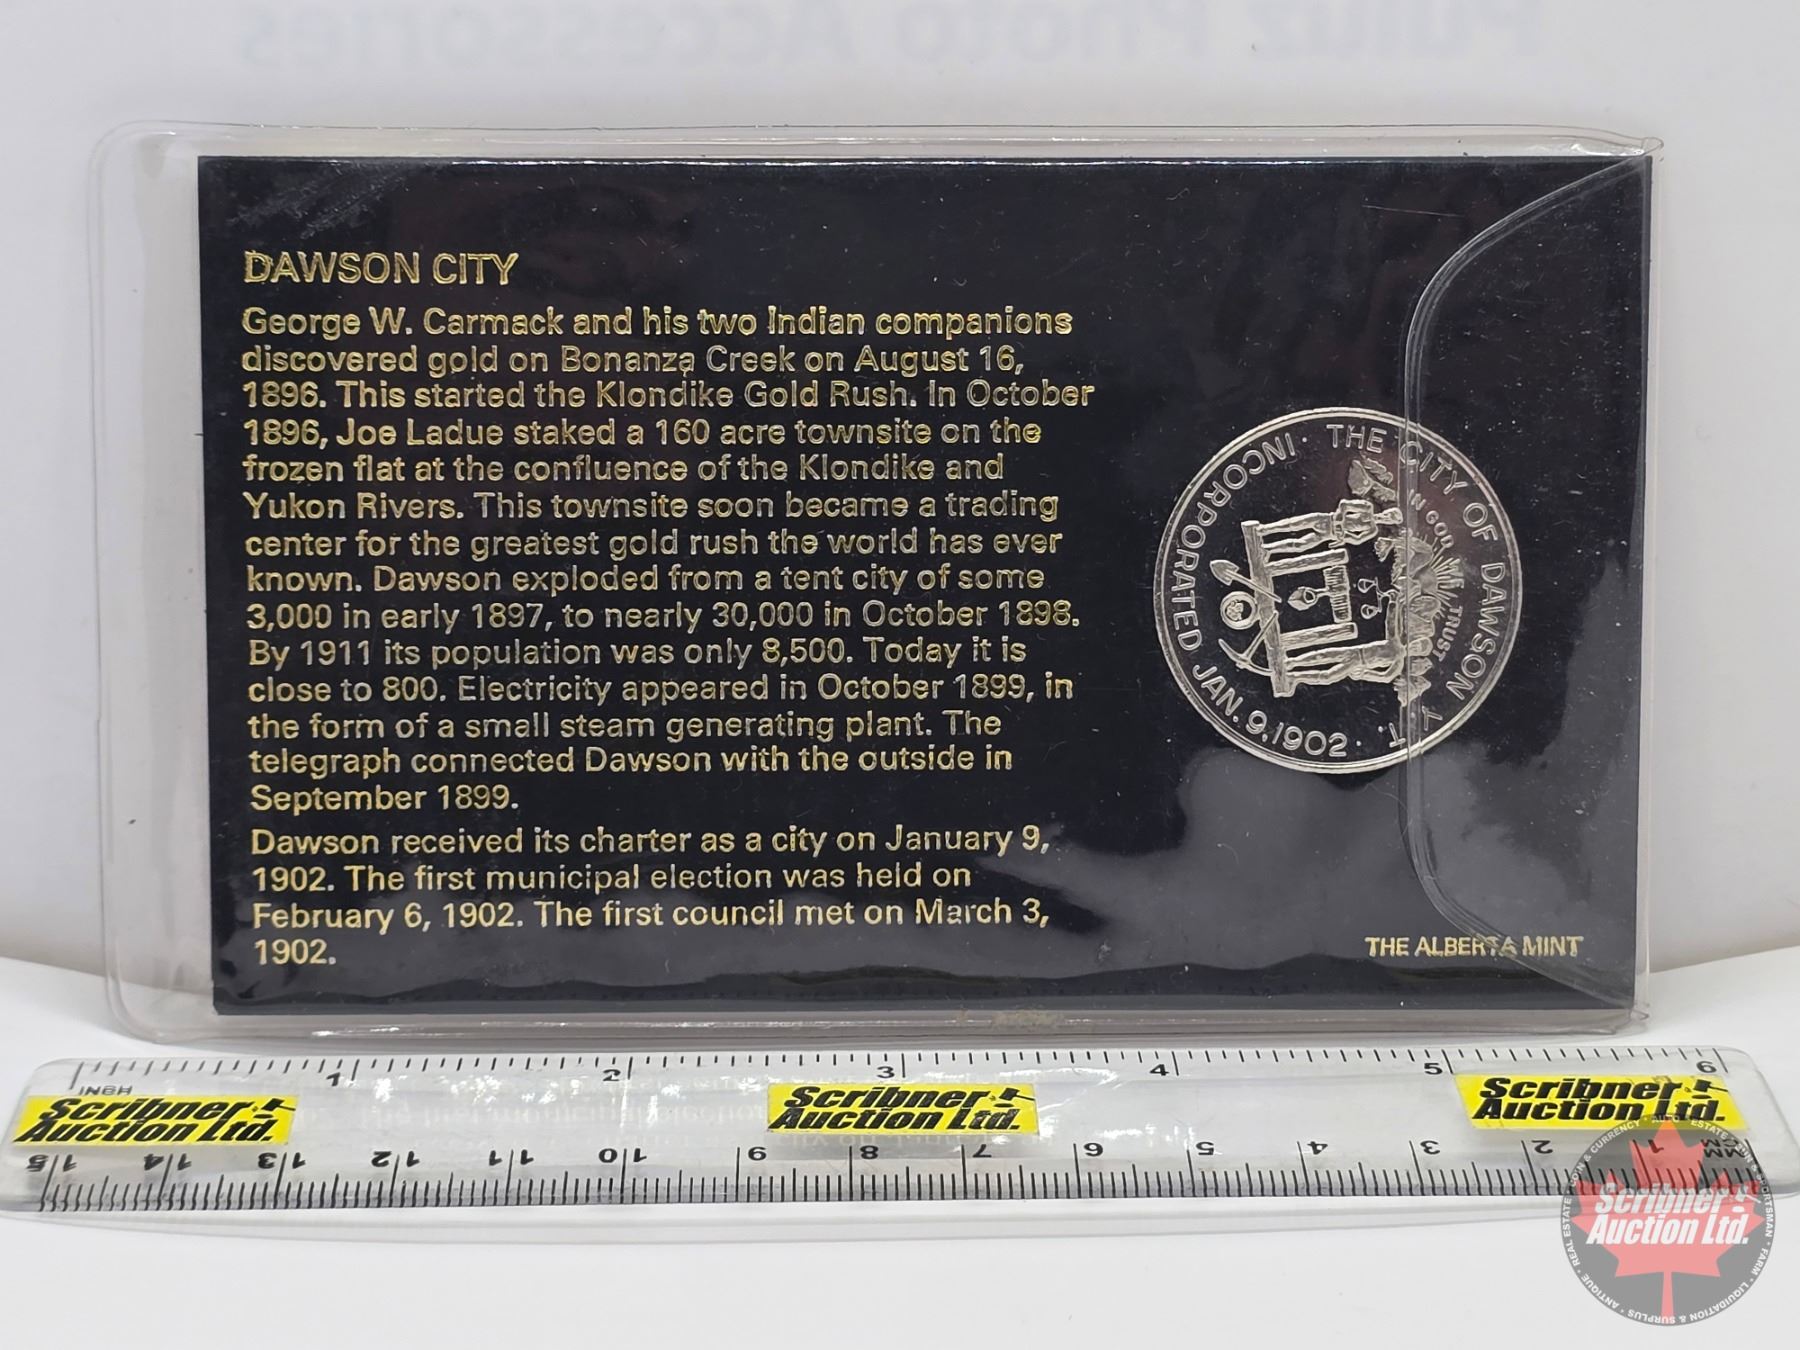 Puluz Photo Accessories
DAWSON CITY
George W. Carmack and his two Indian companions
discovered gold on Bonanza Creek on August 16,
1896. This started the Klondike Gold Rush. In October
1896, Joe Ladue staked a 160 acre townsite on the
frozen flat at the confluence of the Klondike and
Yukon Rivers. This townsite soon became a trading
center for the greatest gold rush the world has ever
known. Dawson exploded from a tent city of some
3,000 in early 1897, to nearly 30,000 in October 1898.
By 1911 its population was only 8,500. Today it is
close to 800. Electricity appeared in October 1899, in
the form of a small steam generating plant. The
telegraph connected Dawson with the outside in
September 1899.
Dawson received its charter as a city on January 9,
1902. The first municipal election was held on
February 6, 1902. The first council met on March 3,
1902.
· THE CITY OF DAWSON Y.T. ·
INCORPORATED JAN. 9, 1902
IN GOD WE TRUST
THE ALBERTA MINT
INCH 1 2 3 4 5 6
Scribner Auction Ltd.
Scribner Auction Ltd.
Scribner Auction Ltd.
15 14 13 12 11 10 9 8 7 6 5 4 3 2 1 CM
MM
Scribner
Auction Ltd.